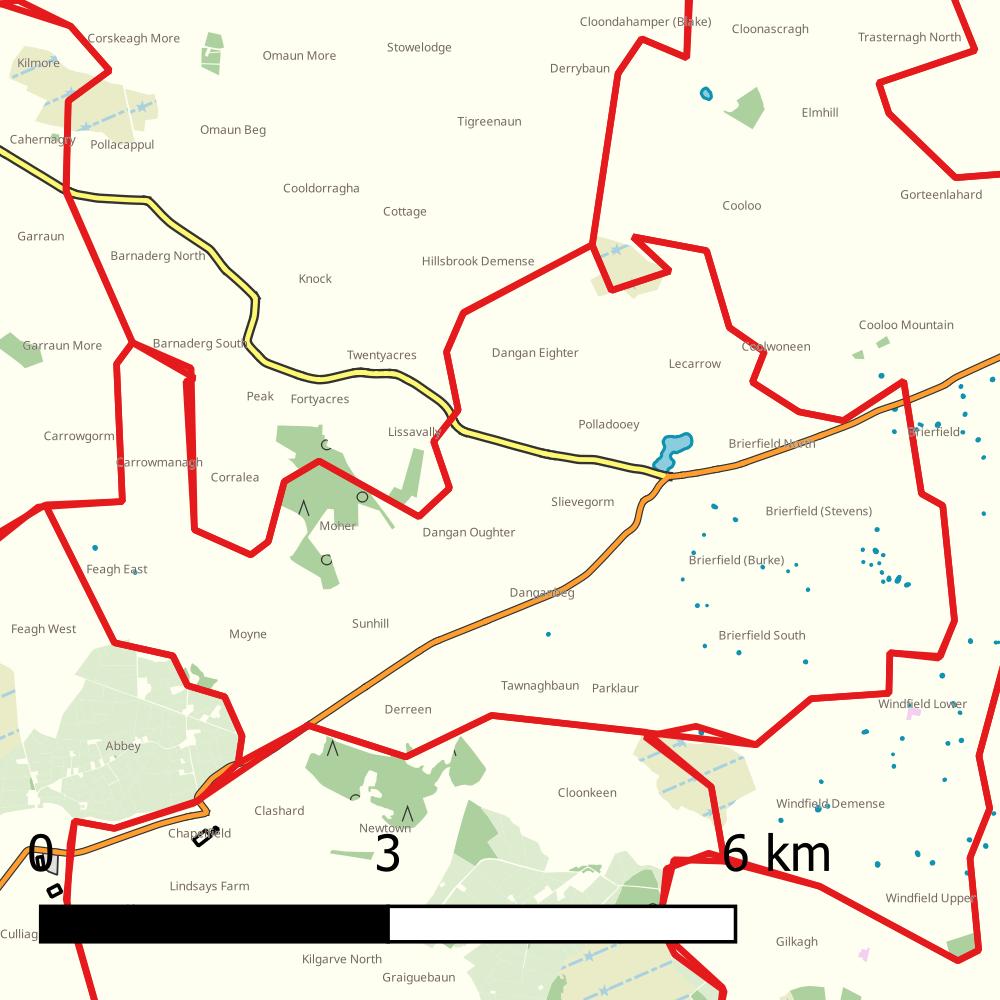 Cloondahamper (Blake)
Cloonascragh
Corskeagh More
Trasternagh North
Stowelodge
Omaun More
Kilmore
Derrybaun
Elmhill
Tigreenaun
Omaun Beg
Cahernagry
Pollacappul
Cooldorragha
Gorteenlahard
Cottage
Cooloo
Garraun
Barnaderg North
Hillsbrook Demense
Knock
Cooloo Mountain
Garraun More
Barnaderg South
Coolwoneen
Twentyacres
Dangan Eighter
Lecarrow
Peak
Fortyacres
Polladooey
Lissavally
Brierfield
Carrowgorm
Brierfield North
Carrowmanagh
Corralea
Slievegorm
Brierfield (Stevens)
Moher
Dangan Oughter
Brierfield (Burke)
Feagh East
Danganbeg
Sunhill
Feagh West
Moyne
Brierfield South
Tawnaghbaun
Parklaur
Windfield Lower
Derreen
Abbey
Cloonkeen
Windfield Demense
Clashard
Newtown
Chapelfield
0
3
6 km
Lindsays Farm
Windfield Upper
Culliag
Gilkagh
Kilgarve North
Graiguebaun